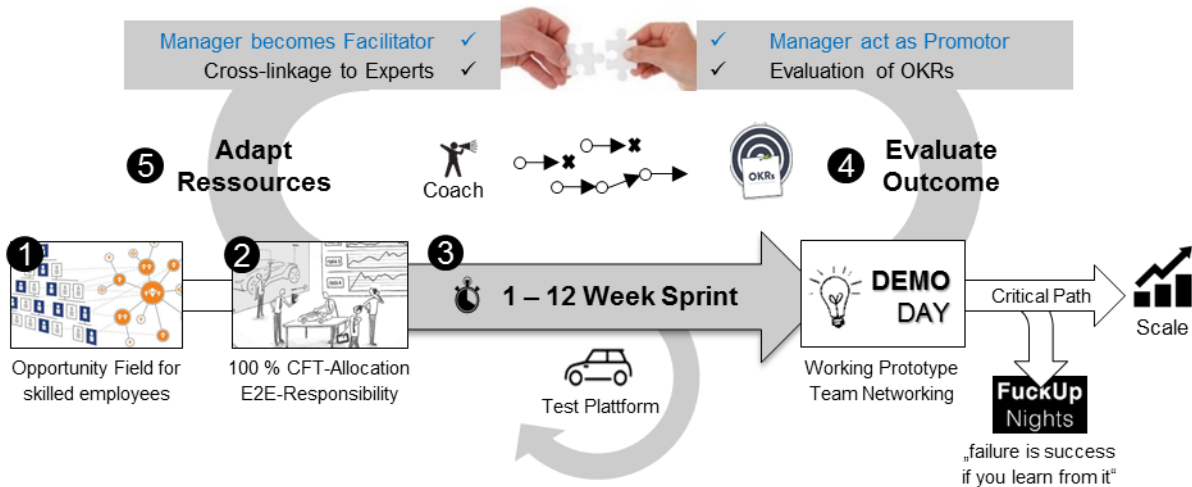 Manager becomes Facilitator ✓
Cross-linkage to Experts ✓
✓ Manager act as Promotor
✓ Evaluation of OKRs
5 Adapt
Ressources
Coach
OKRs
4 Evaluate
Outcome
1
2
3
1 – 12 Week Sprint
DEMO
DAY
Critical Path
Scale
Opportunity Field for
skilled employees
100 % CFT-Allocation
E2E-Responsibility
Test Plattform
Working Prototype
Team Networking
FuckUp
Nights
„failure is success
if you learn from it“